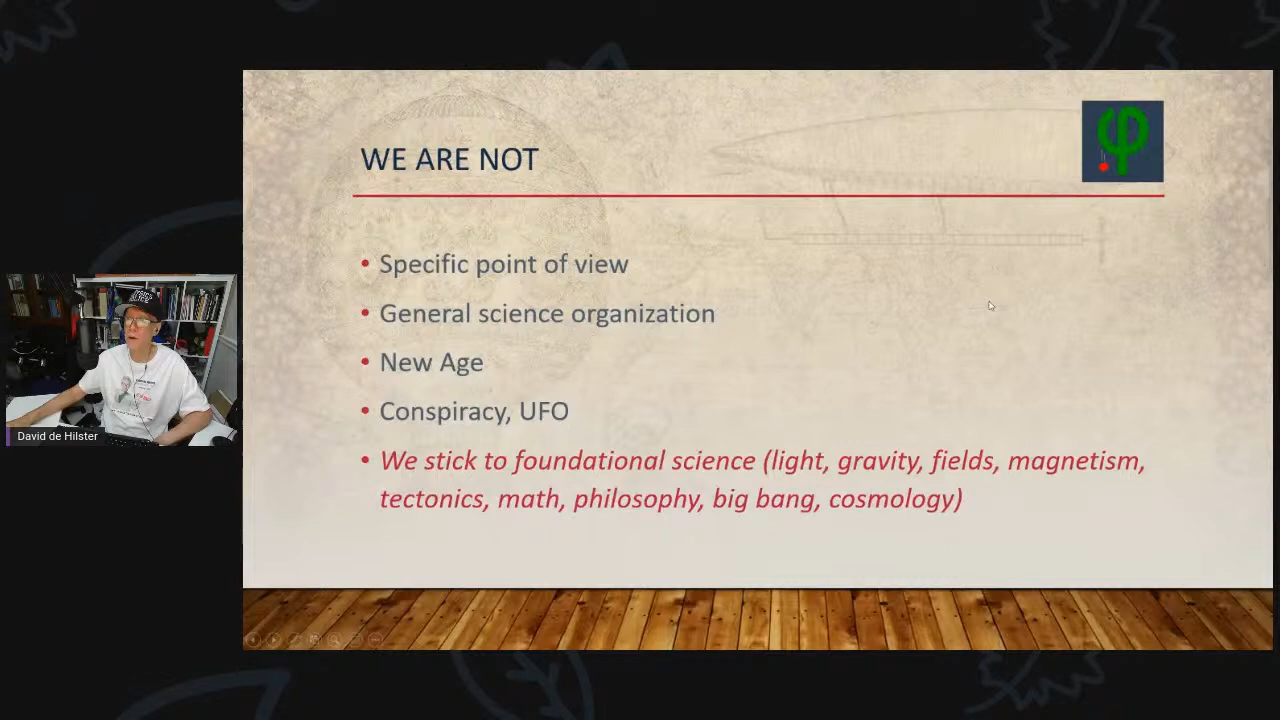 WE ARE NOT
Specific point of view
General science organization
New Age
Conspiracy, UFO
We stick to foundational science (light, gravity, fields, magnetism,
tectonics, math, philosophy, big bang, cosmology)
David de Hilster